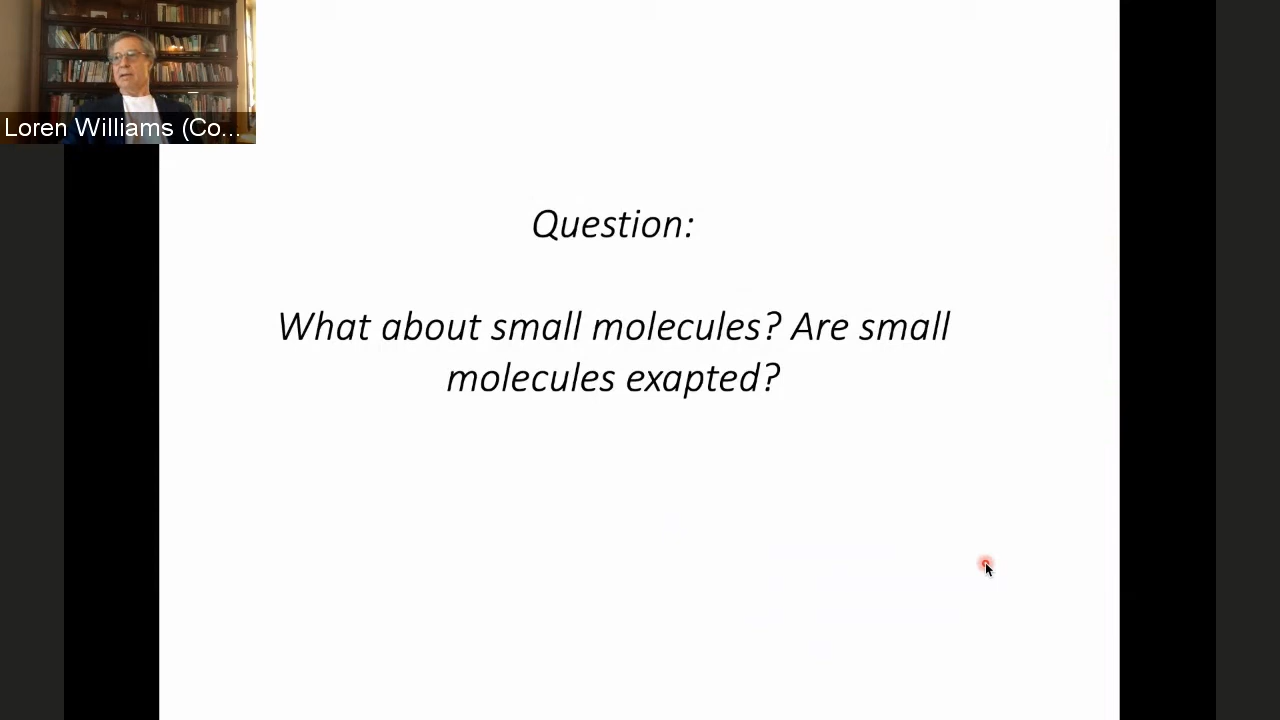 Loren Williams (Co...
Question:
What about small molecules? Are small
molecules exapted?